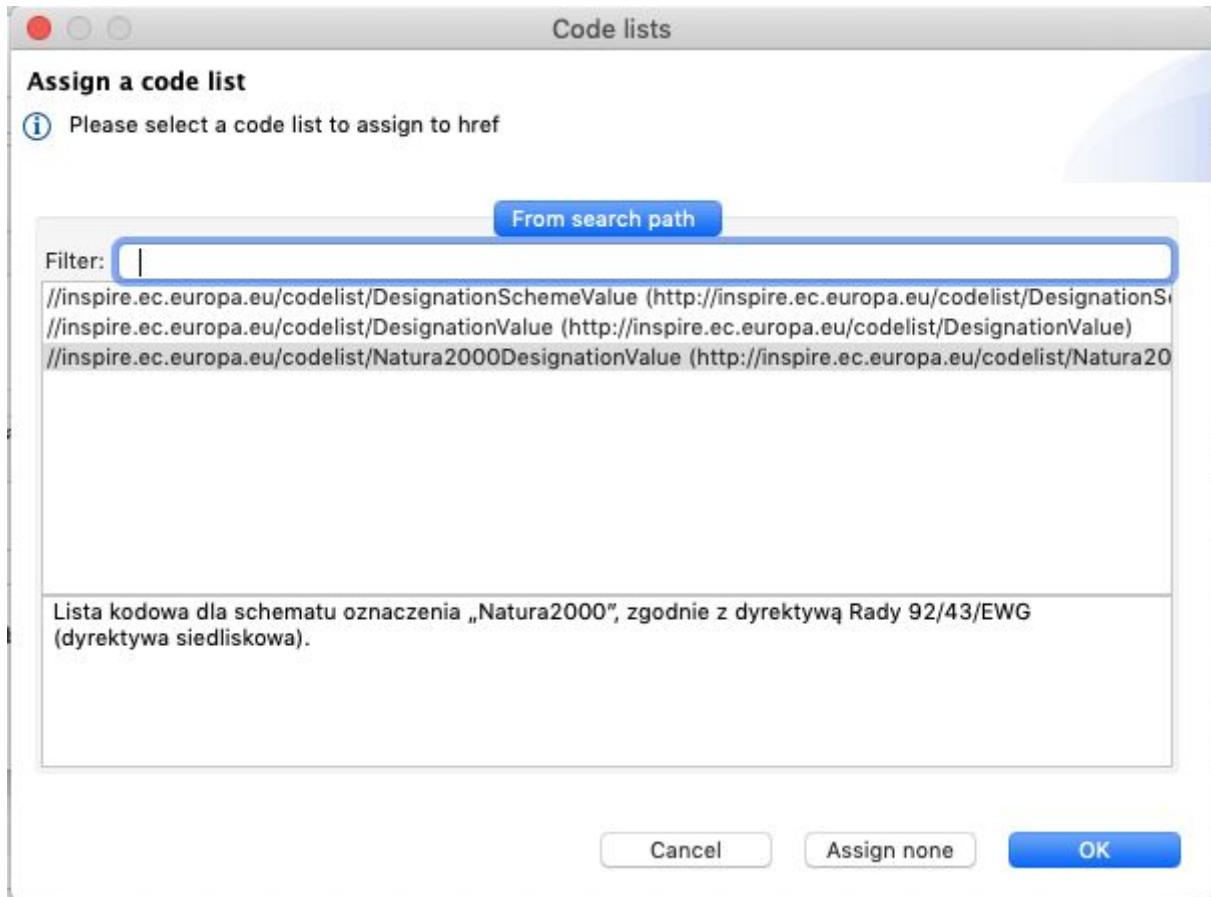 Code lists
Assign a code list
Please select a code list to assign to href
From search path
Filter:
//inspire.ec.europa.eu/codelist/DesignationSchemeValue (http://inspire.ec.europa.eu/codelist/DesignationS
//inspire.ec.europa.eu/codelist/DesignationValue (http://inspire.ec.europa.eu/codelist/DesignationValue)
//inspire.ec.europa.eu/codelist/Natura2000DesignationValue (http://inspire.ec.europa.eu/codelist/Natura20
Lista kodowa dla schematu oznaczenia „Natura2000”, zgodnie z dyrektywą Rady 92/43/EWG
(dyrektywa siedliskowa).
Cancel
Assign none
OK